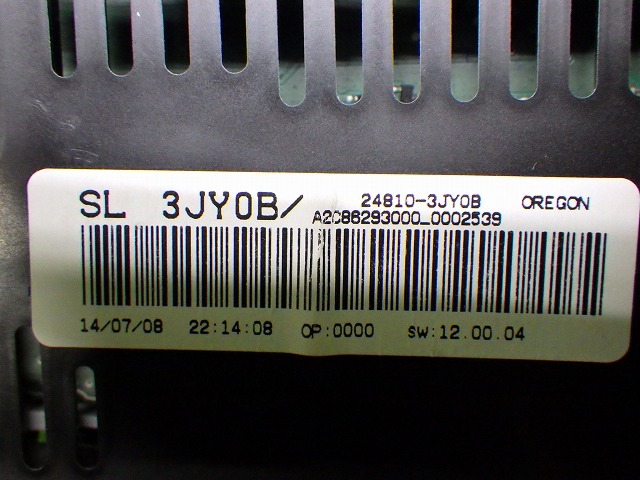 SL 3JY0B/ 24810-3JY0B OREGON
A2C86293000_0002539
14/07/08 22:14:08 OP:0000 SW:12.00.04